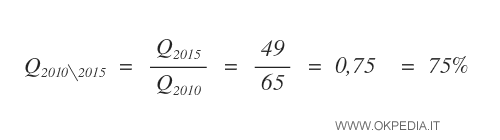 Q2010\2015 = Q2015/Q2010 = 49/65 = 0,75 = 75%
WWW.OKPEDIA.IT